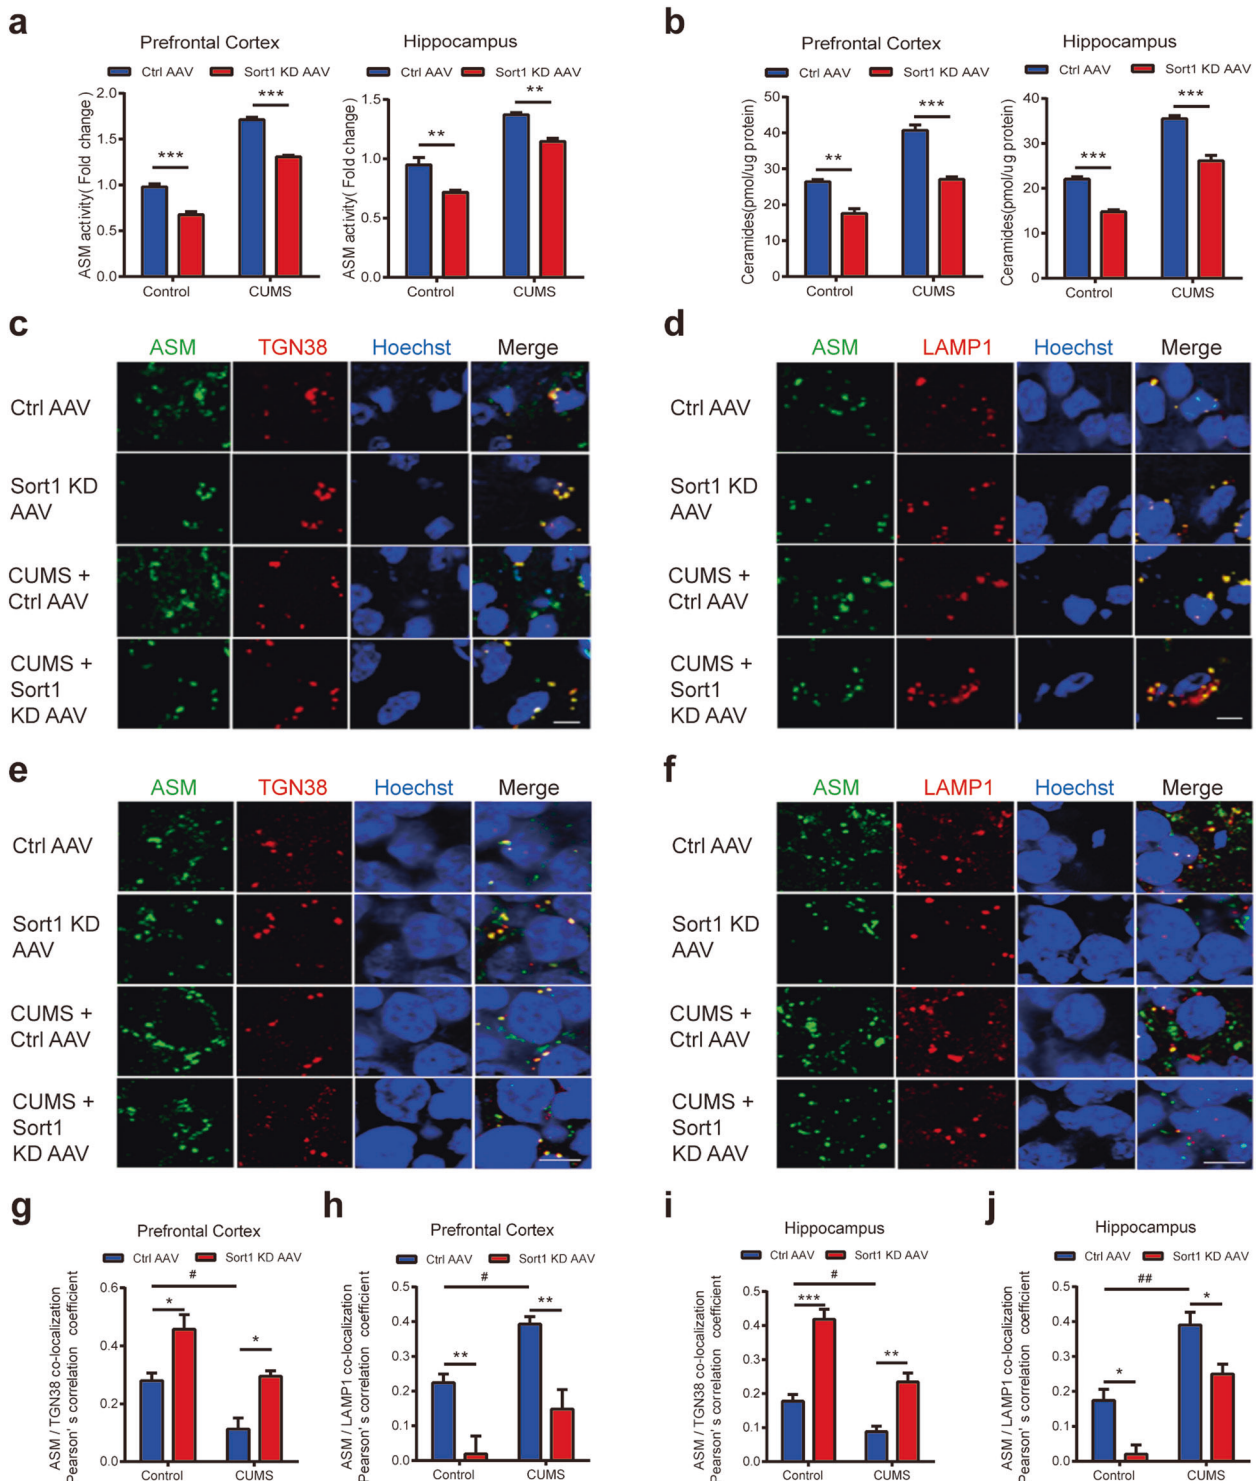 a
Prefrontal Cortex
Ctrl AAV Sort1 KD AAV
ASM activity( Fold change )
2.0
1.5
1.0
0.5
0.0
***
***
Control CUMS
Hippocampus
Ctrl AAV Sort1 KD AAV
ASM activity( Fold change )
1.5
1.0
0.5
0.0
**
**
Control CUMS
b
Prefrontal Cortex
Ctrl AAV Sort1 KD AAV
Ceramides(pmol/ug protein)
50
40
30
20
10
0
**
***
Control CUMS
Hippocampus
Ctrl AAV Sort1 KD AAV
Ceramides(pmol/ug protein)
40
30
20
10
0
***
***
Control CUMS
c
ASM TGN38 Hoechst Merge
Ctrl AAV
Sort1 KD
AAV
CUMS +
Ctrl AAV
CUMS +
Sort1
KD AAV
d
ASM LAMP1 Hoechst Merge
Ctrl AAV
Sort1 KD
AAV
CUMS +
Ctrl AAV
CUMS +
Sort1
KD AAV
e
ASM TGN38 Hoechst Merge
Ctrl AAV
Sort1 KD
AAV
CUMS +
Ctrl AAV
CUMS +
Sort1
KD AAV
f
ASM LAMP1 Hoechst Merge
Ctrl AAV
Sort1 KD
AAV
CUMS +
Ctrl AAV
CUMS +
Sort1
KD AAV
g
Prefrontal Cortex
Ctrl AAV Sort1 KD AAV
ASM / TGN38 co-localization
Pearson' s correlation coefficient
0.6
0.4
0.2
0.0
#
*
*
Control CUMS
h
Prefrontal Cortex
Ctrl AAV Sort1 KD AAV
ASM / LAMP1 co-localization
Pearson' s correlation coefficient
0.5
0.4
0.3
0.2
0.1
0.0
#
**
**
Control CUMS
i
Hippocampus
Ctrl AAV Sort1 KD AAV
ASM / TGN38 co-localization
Pearson' s correlation coefficient
0.5
0.4
0.3
0.2
0.1
0.0
#
***
**
Control CUMS
j
Hippocampus
Ctrl AAV Sort1 KD AAV
ASM / LAMP1 co-localization
Pearson' s correlation coefficient
0.5
0.4
0.3
0.2
0.1
0.0
##
*
*
Control CUMS